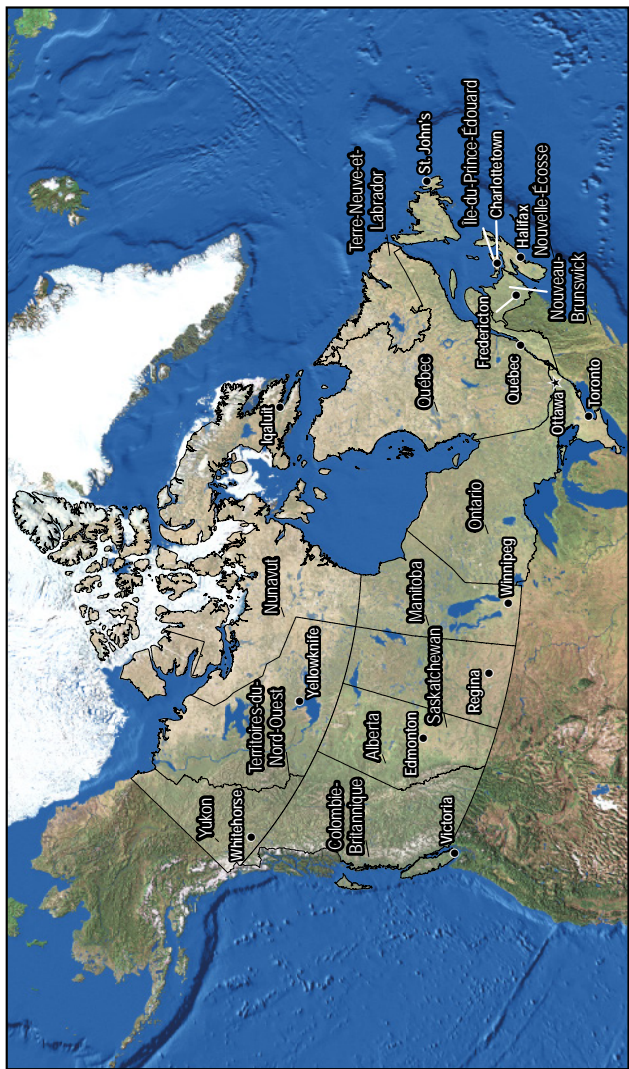 Yukon
Whitehorse
Territoires-du-
Nord-Ouest
Yellowknife
Nunavut
Iqaluit
Colombie-
Britannique
Victoria
Alberta
Edmonton
Saskatchewan
Regina
Manitoba
Winnipeg
Ontario
Toronto
Ottawa
Québec
Québec
Terre-Neuve-et-
Labrador
St. John's
Île-du-Prince-Édouard
Charlottetown
Halifax
Nouvelle-Écosse
Nouveau-
Brunswick
Fredericton